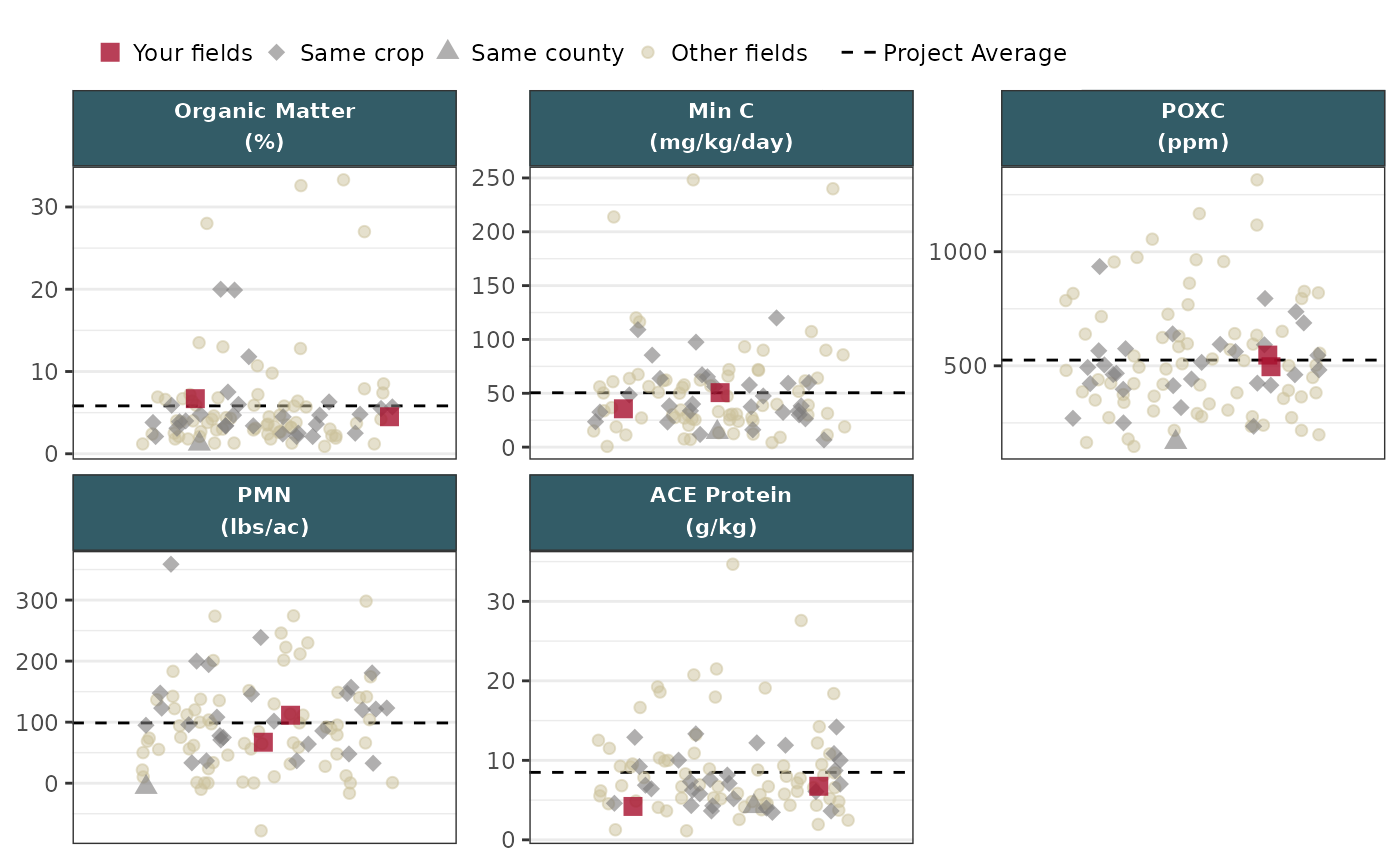 Your fields Same crop Same county Other fields Project Average
Organic Matter
(%)
Min C
(mg/kg/day)
POXC
(ppm)
30
20
10
0
250
200
150
100
50
0
1000
500
PMN
(lbs/ac)
ACE Protein
(g/kg)
300
200
100
0
30
20
10
0